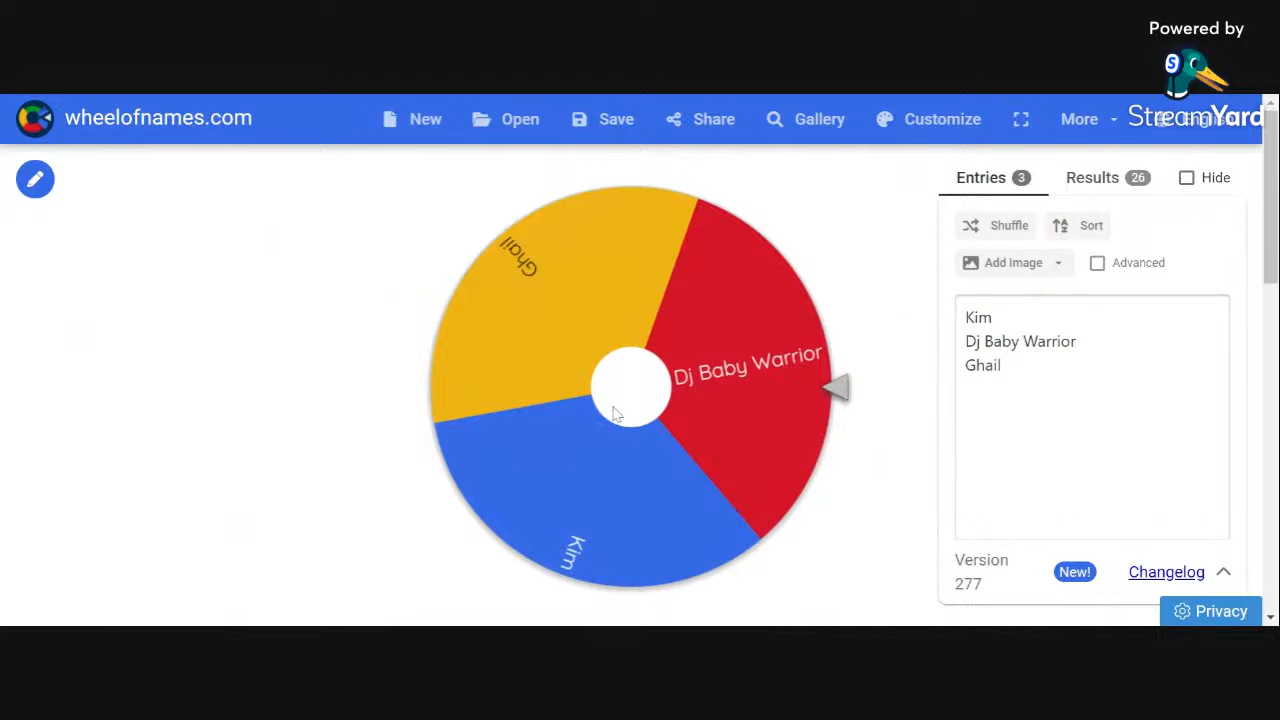 Powered by
StreamYard
wheelofnames.com
New
Open
Save
Share
Gallery
Customize
More
Entries 3
Results 26
Hide
Shuffle
Sort
Add image
Advanced
Ghail
Dj Baby Warrior
Kim
Kim
Dj Baby Warrior
Ghail
Version
277
New!
Changelog
Privacy